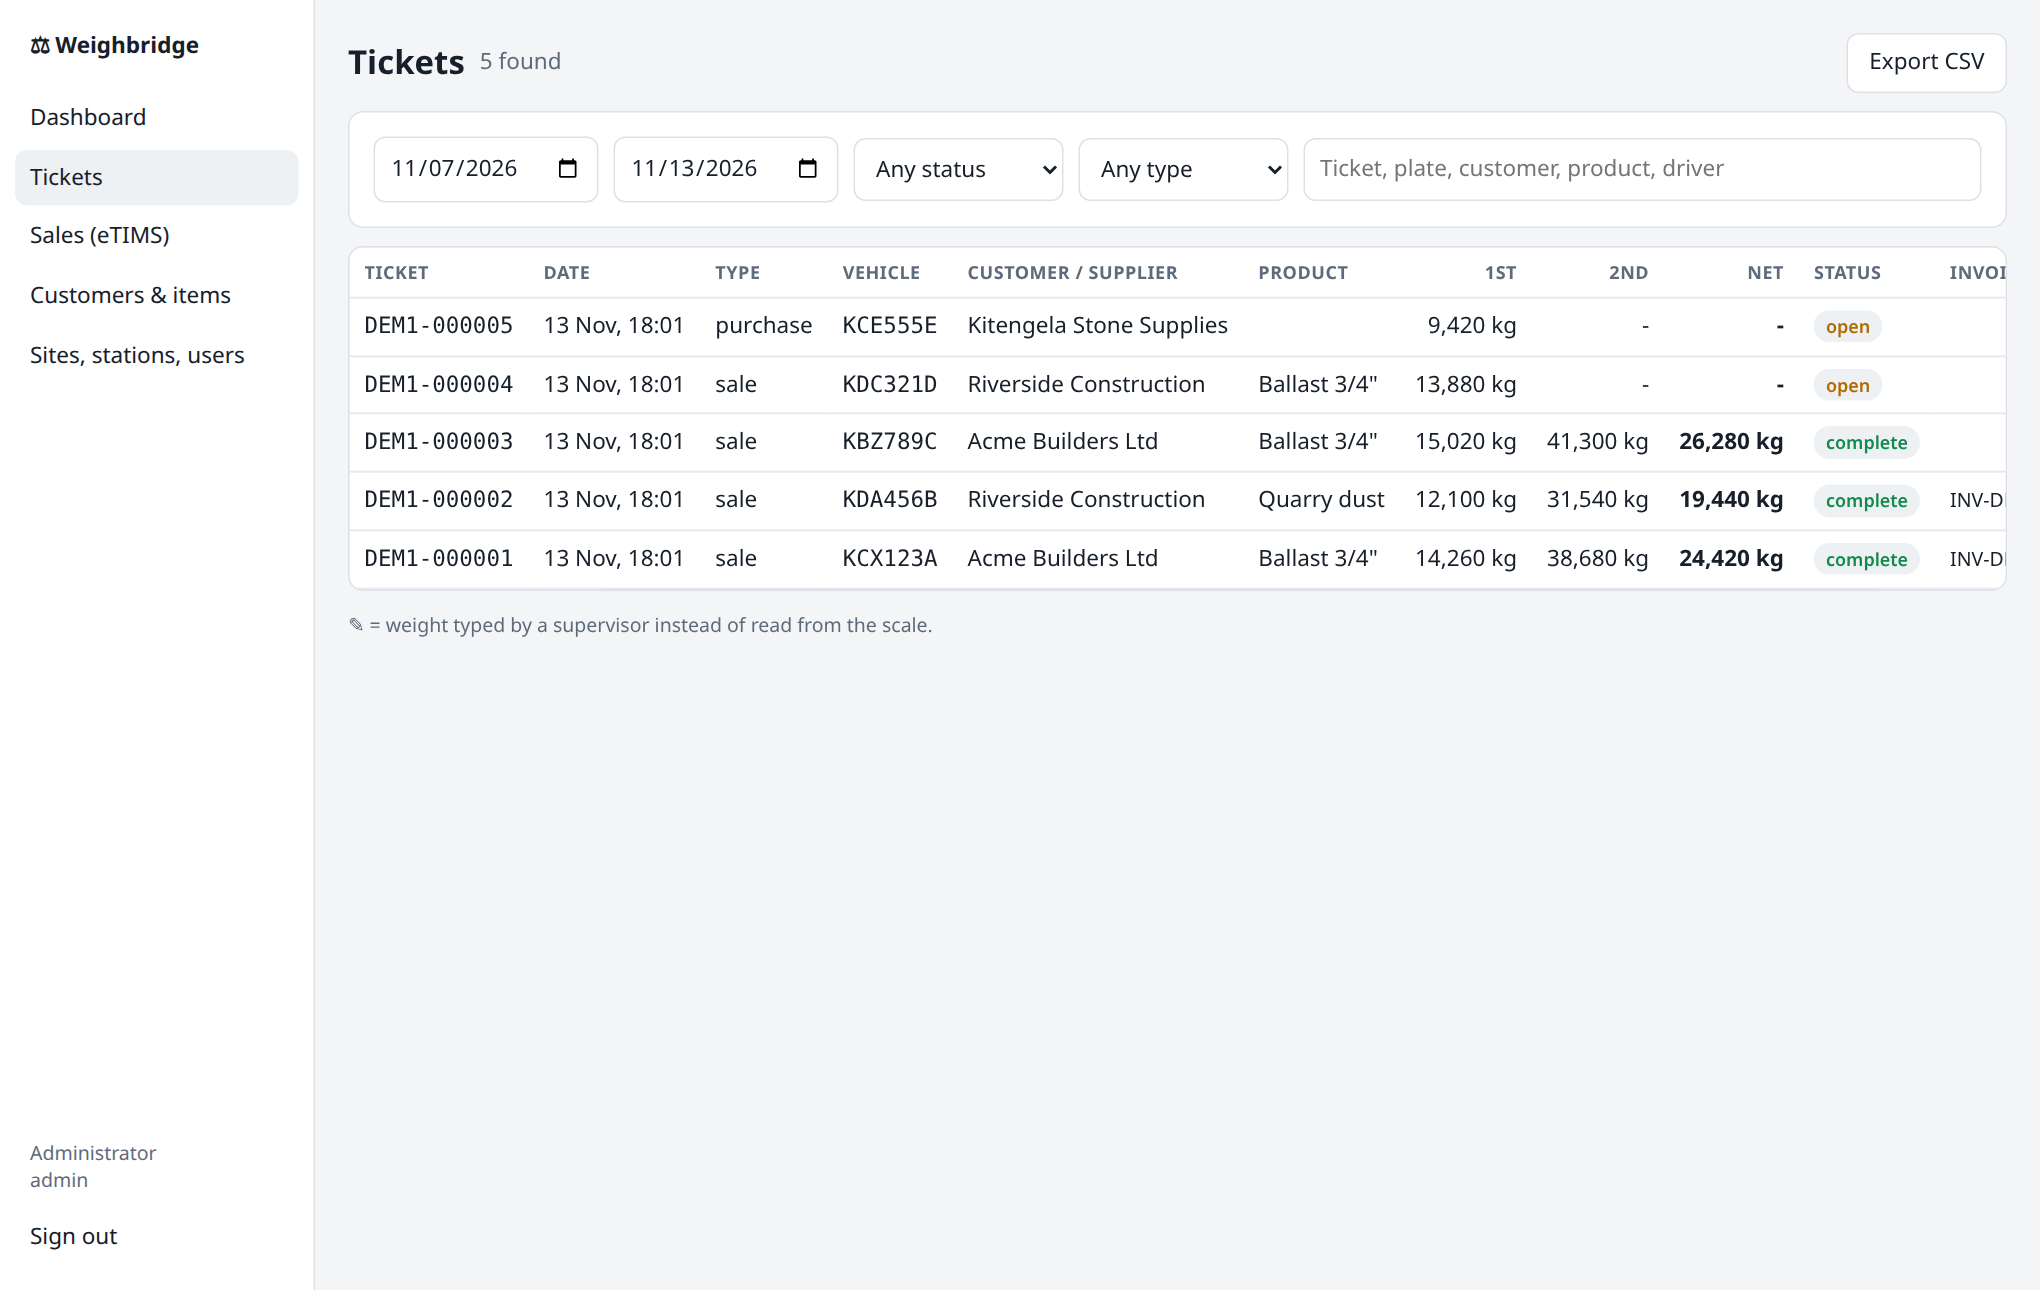 ⚖ Weighbridge
Dashboard
Tickets
Sales (eTIMS)
Customers & items
Sites, stations, users
Administrator
admin
Sign out
Tickets 5 found
Export CSV
11/07/2026 11/13/2026 Any status Any type Ticket, plate, customer, product, driver
TICKET DATE TYPE VEHICLE CUSTOMER / SUPPLIER PRODUCT 1ST 2ND NET STATUS INVOI
DEM1-000005 13 Nov, 18:01 purchase KCE555E Kitengela Stone Supplies 9,420 kg - - open
DEM1-000004 13 Nov, 18:01 sale KDC321D Riverside Construction Ballast 3/4" 13,880 kg - - open
DEM1-000003 13 Nov, 18:01 sale KBZ789C Acme Builders Ltd Ballast 3/4" 15,020 kg 41,300 kg 26,280 kg complete
DEM1-000002 13 Nov, 18:01 sale KDA456B Riverside Construction Quarry dust 12,100 kg 31,540 kg 19,440 kg complete INV-D
DEM1-000001 13 Nov, 18:01 sale KCX123A Acme Builders Ltd Ballast 3/4" 14,260 kg 38,680 kg 24,420 kg complete INV-D
✎ = weight typed by a supervisor instead of read from the scale.